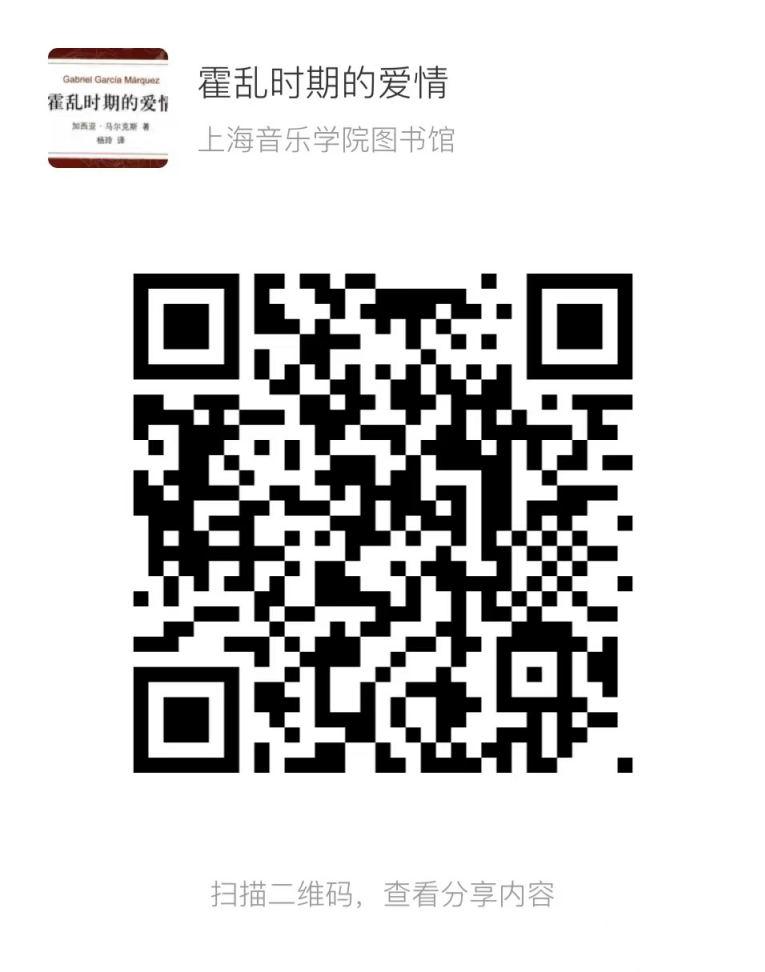 Gabriel García Márquez
霍乱时期的爱情
加西亚·马尔克斯 著
杨玲 译
霍乱时期的爱情
上海音乐学院图书馆
扫描二维码，查看分享内容